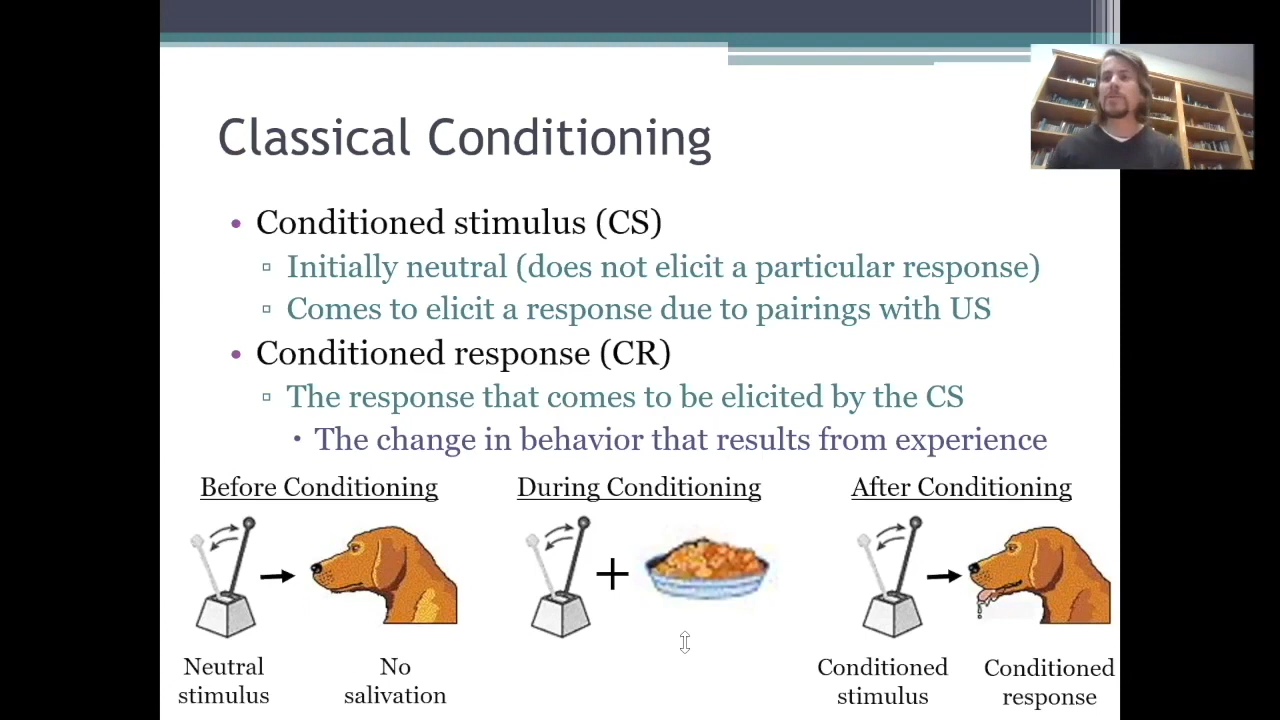 Classical Conditioning
• Conditioned stimulus (CS)
▫ Initially neutral (does not elicit a particular response)
▫ Comes to elicit a response due to pairings with US
• Conditioned response (CR)
▫ The response that comes to be elicited by the CS
▪ The change in behavior that results from experience
Before Conditioning
During Conditioning
After Conditioning
+
Neutral
stimulus
No
salivation
Conditioned
stimulus
Conditioned
response